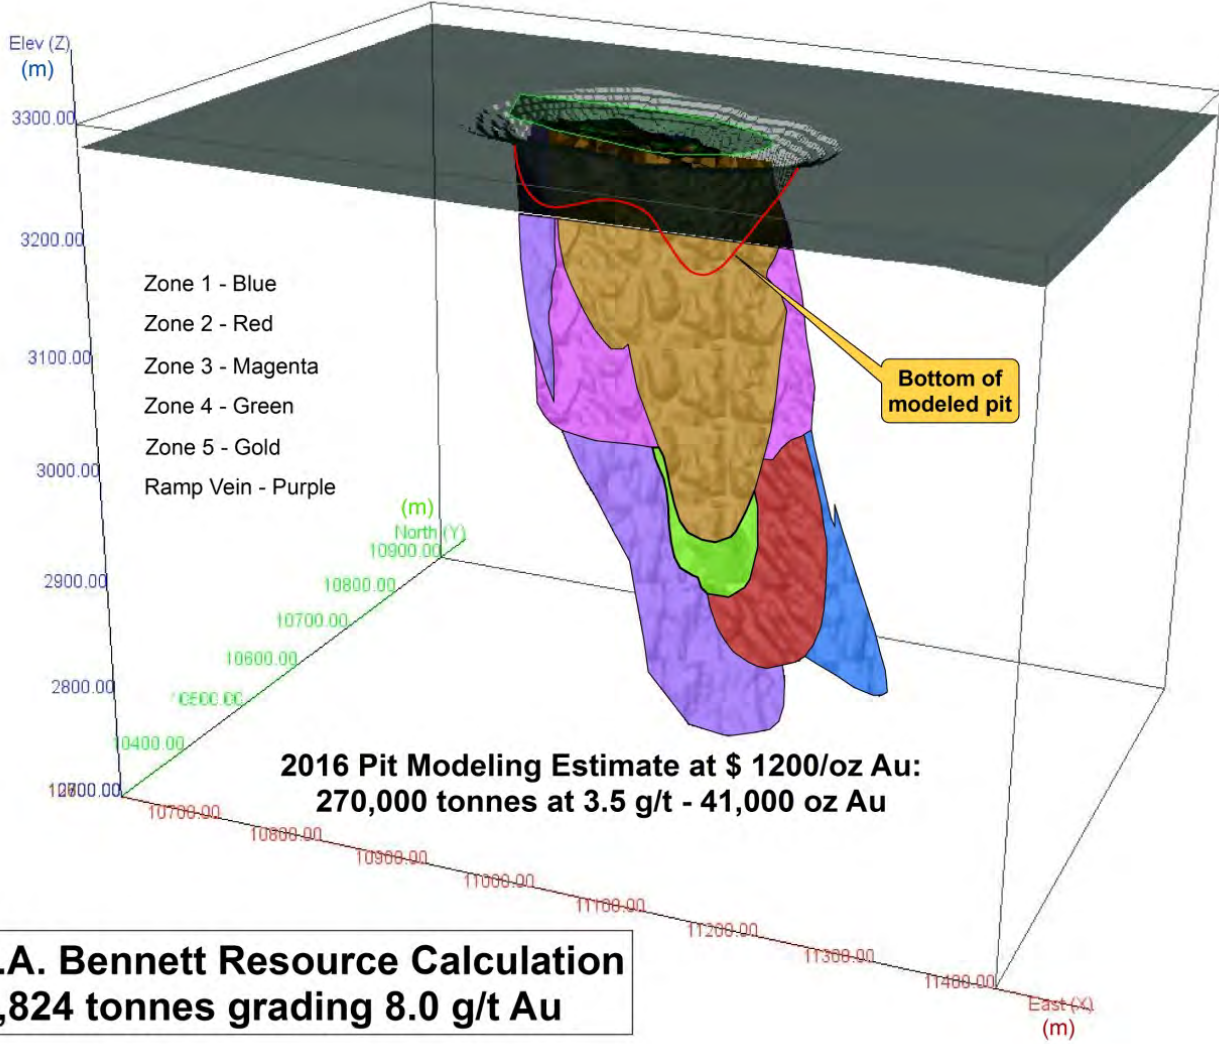 Elev (Z)
(m)
3300.00
3200.00
3100.00
3000.00
2900.00
2800.00
Zone 1 - Blue
Zone 2 - Red
Zone 3 - Magenta
Zone 4 - Green
Zone 5 - Gold
Ramp Vein - Purple
Bottom of
modeled pit
(m)
North (Y)
10900.00
10800.00
10700.00
10600.00
10400.00
2016 Pit Modeling Estimate at $ 1200/oz Au:
270,000 tonnes at 3.5 g/t - 41,000 oz Au
10700.00
10800.00
10900.00
11000.00
11100.00
11200.00
11300.00
11400.00
East (X)
(m)
.A. Bennett Resource Calculation
,824 tonnes grading 8.0 g/t Au